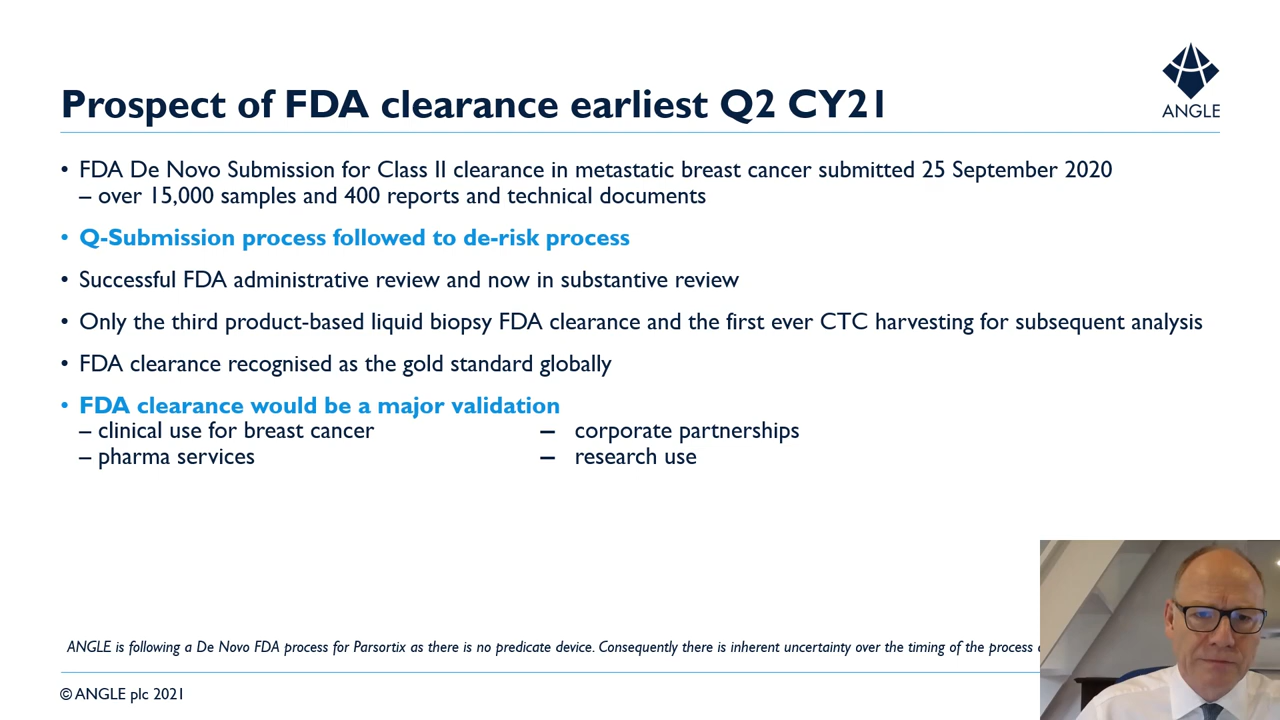 ANGLE
Prospect of FDA clearance earliest Q2 CY21
• FDA De Novo Submission for Class II clearance in metastatic breast cancer submitted 25 September 2020
– over 15,000 samples and 400 reports and technical documents
• Q-Submission process followed to de-risk process
• Successful FDA administrative review and now in substantive review
• Only the third product-based liquid biopsy FDA clearance and the first ever CTC harvesting for subsequent analysis
• FDA clearance recognised as the gold standard globally
• FDA clearance would be a major validation
– clinical use for breast cancer – corporate partnerships
– pharma services – research use
ANGLE is following a De Novo FDA process for Parsortix as there is no predicate device. Consequently there is inherent uncertainty over the timing of the process
© ANGLE plc 2021